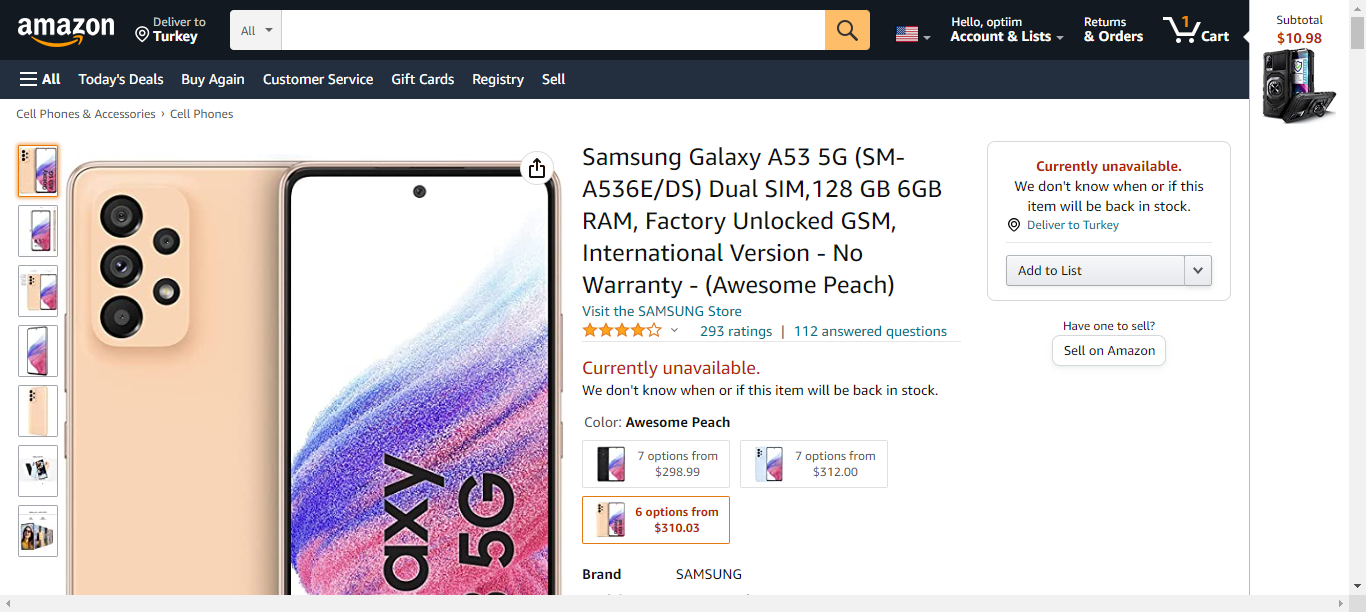 amazon
Deliver to
Turkey
All
Hello, optiim
Account & Lists
Returns
& Orders
1
Cart
Subtotal
$10.98
All
Today's Deals
Buy Again
Customer Service
Gift Cards
Registry
Sell
Cell Phones & Accessories › Cell Phones
Samsung Galaxy A53 5G (SM-
A536E/DS) Dual SIM,128 GB 6GB
RAM, Factory Unlocked GSM,
International Version - No
Warranty - (Awesome Peach)
Visit the SAMSUNG Store
293 ratings | 112 answered questions
Currently unavailable.
We don't know when or if this item will be back in stock.
Color: Awesome Peach
7 options from
$298.99
7 options from
$312.00
6 options from
$310.03
Brand SAMSUNG
axy
5G
Currently unavailable.
We don't know when or if this
item will be back in stock.
Deliver to Turkey
Add to List
Have one to sell?
Sell on Amazon